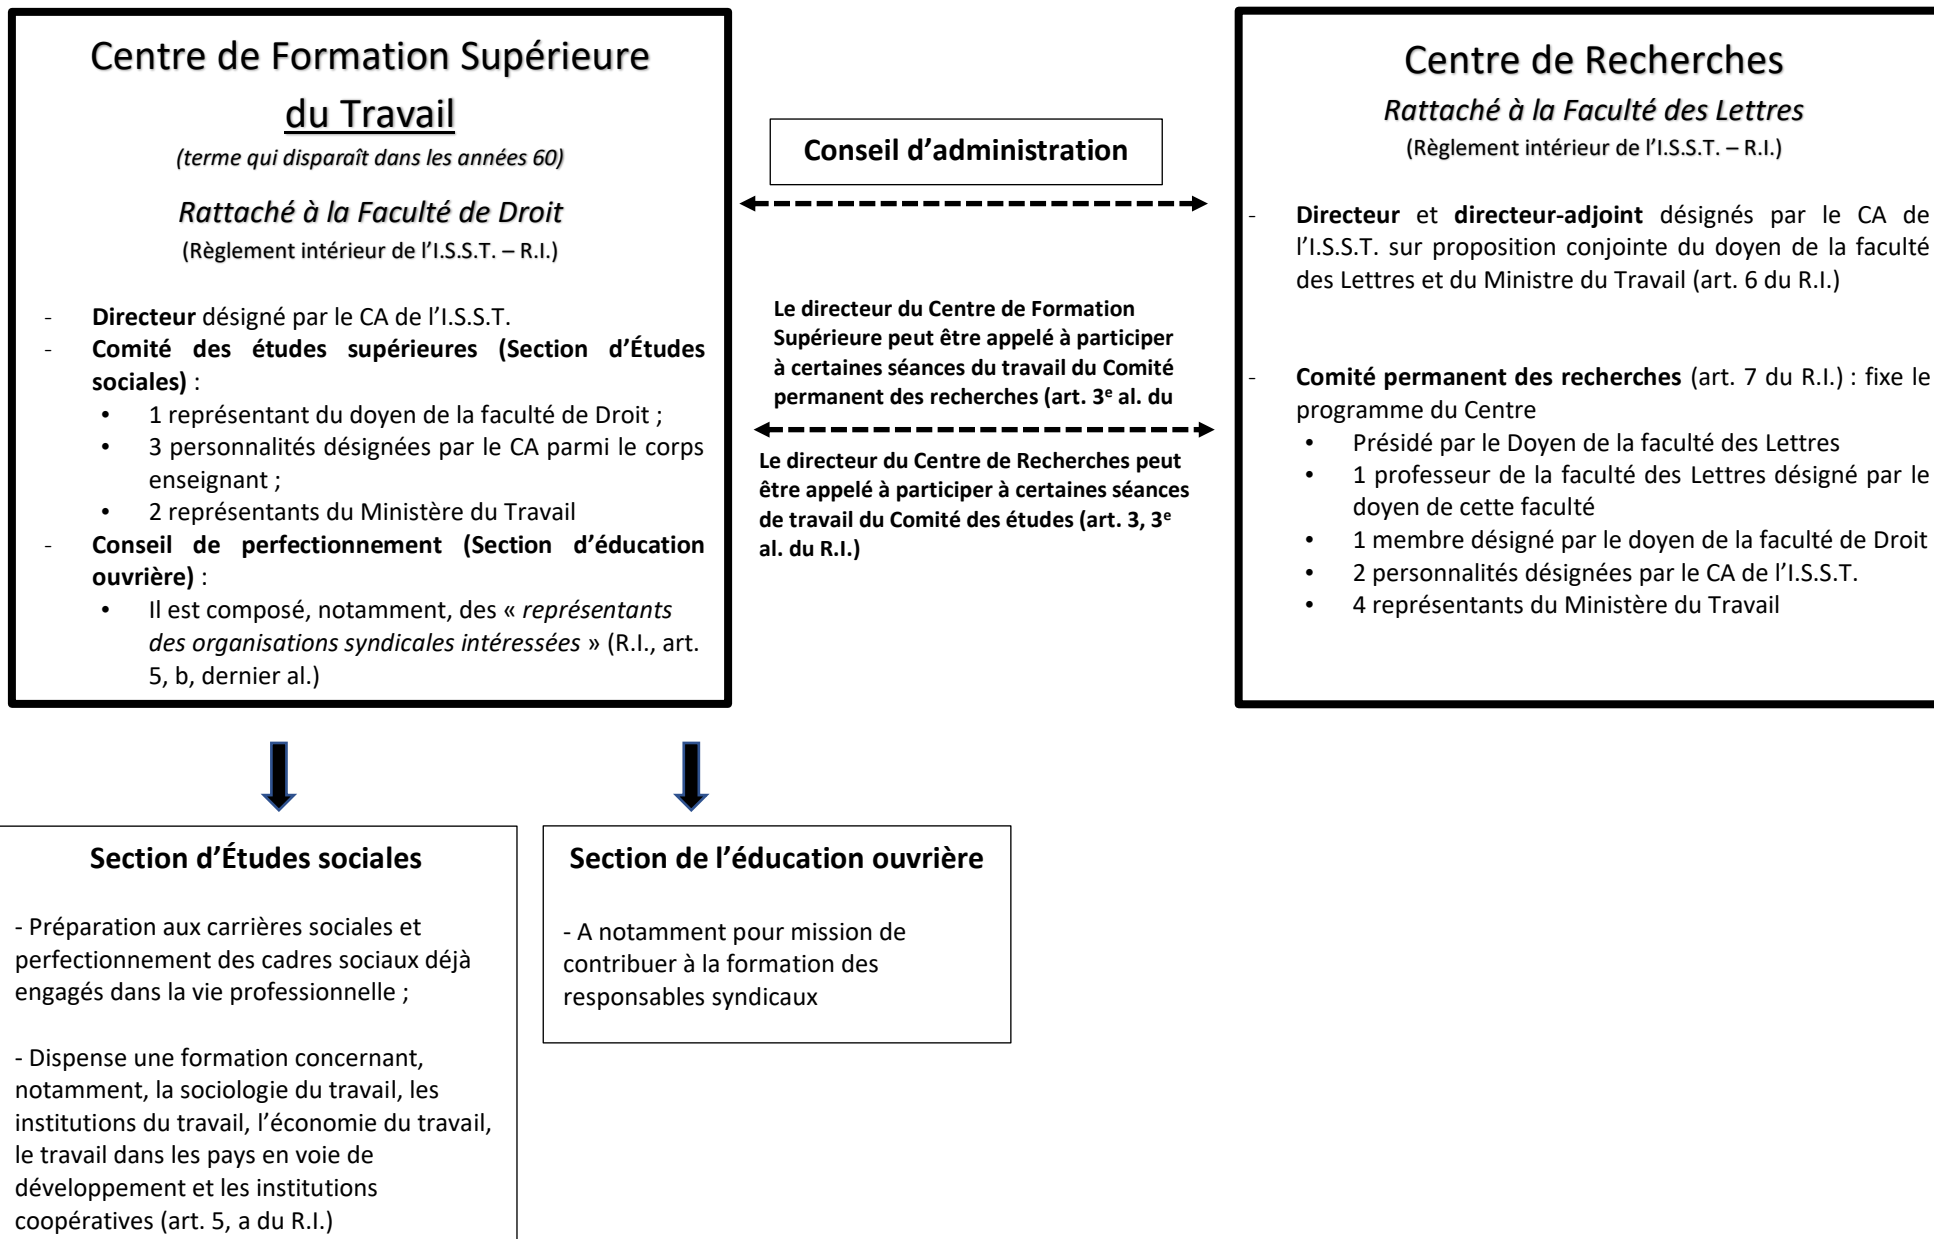 Centre de Formation Supérieure
du Travail
(terme qui disparaît dans les années 60)
Rattaché à la Faculté de Droit
(Règlement intérieur de l’I.S.S.T. – R.I.)
- Directeur désigné par le CA de l’I.S.S.T.
- Comité des études supérieures (Section d’Études
sociales) :
• 1 représentant du doyen de la faculté de Droit ;
• 3 personnalités désignées par le CA parmi le corps
enseignant ;
• 2 représentants du Ministère du Travail
- Conseil de perfectionnement (Section d’éducation
ouvrière) :
• Il est composé, notamment, des « représentants
des organisations syndicales intéressées » (R.I., art.
5, b, dernier al.)
Conseil d’administration
Le directeur du Centre de Formation
Supérieure peut être appelé à participer
à certaines séances du travail du Comité
permanent des recherches (art. 3e al. du
Le directeur du Centre de Recherches peut
être appelé à participer à certaines séances
de travail du Comité des études (art. 3, 3e
al. du R.I.)
Centre de Recherches
Rattaché à la Faculté des Lettres
(Règlement intérieur de l’I.S.S.T. – R.I.)
- Directeur et directeur-adjoint désignés par le CA de
l’I.S.S.T. sur proposition conjointe du doyen de la faculté
des Lettres et du Ministre du Travail (art. 6 du R.I.)
- Comité permanent des recherches (art. 7 du R.I.) : fixe le
programme du Centre
• Présidé par le Doyen de la faculté des Lettres
• 1 professeur de la faculté des Lettres désigné par le
doyen de cette faculté
• 1 membre désigné par le doyen de la faculté de Droit
• 2 personnalités désignées par le CA de l’I.S.S.T.
• 4 représentants du Ministère du Travail
Section d’Études sociales
- Préparation aux carrières sociales et
perfectionnement des cadres sociaux déjà
engagés dans la vie professionnelle ;
- Dispense une formation concernant,
notamment, la sociologie du travail, les
institutions du travail, l’économie du travail,
le travail dans les pays en voie de
développement et les institutions
coopératives (art. 5, a du R.I.)
Section de l’éducation ouvrière
- A notamment pour mission de
contribuer à la formation des
responsables syndicaux